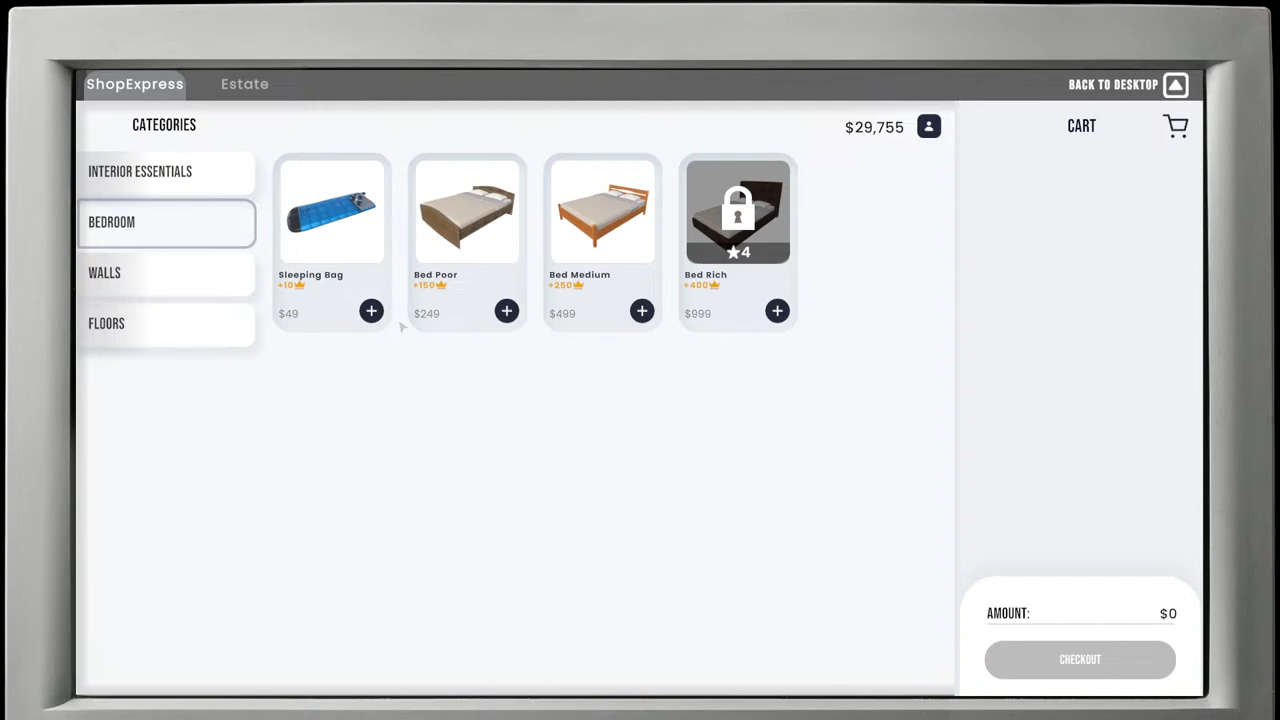 ShopExpress
Estate
BACK TO DESKTOP
CATEGORIES
$29,755
CART
INTERIOR ESSENTIALS
BEDROOM
WALLS
FLOORS
Sleeping Bag
+10
$49
Bed Poor
+150
$249
Bed Medium
+250
$499
★4
Bed Rich
+400
$999
AMOUNT:
$0
CHECKOUT